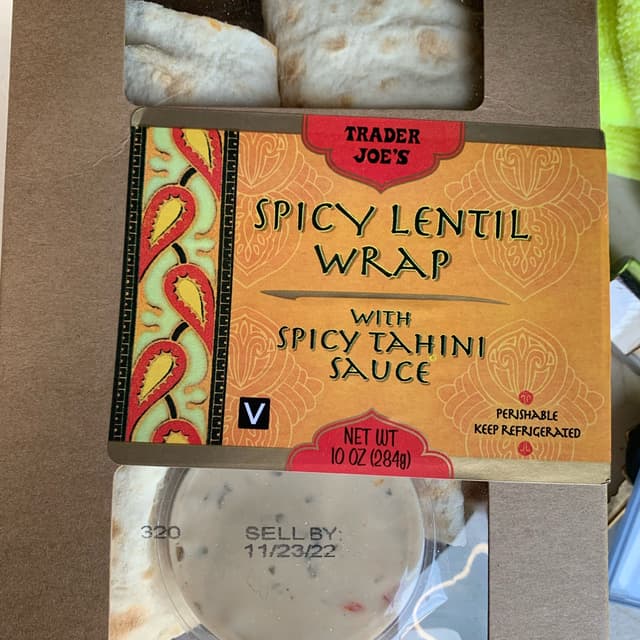 TRADER
JOE'S
SPICY LENTIL
WRAP
WITH
SPICY TAHINI
SAUCE
V
PERISHABLE
KEEP REFRIGERATED
NET WT
10 OZ (284g)
320
SELL BY:
11/23/22